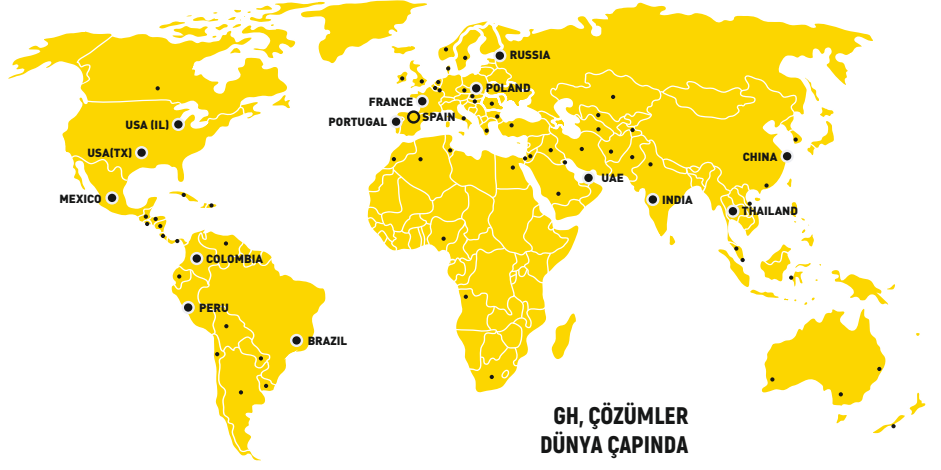 RUSSIA
POLAND
FRANCE
SPAIN
PORTUGAL
USA (IL)
USA(TX)
CHINA
UAE
MEXICO
INDIA
THAILAND
COLOMBIA
PERU
BRAZIL
GH, ÇÖZÜMLER
DÜNYA ÇAPINDA